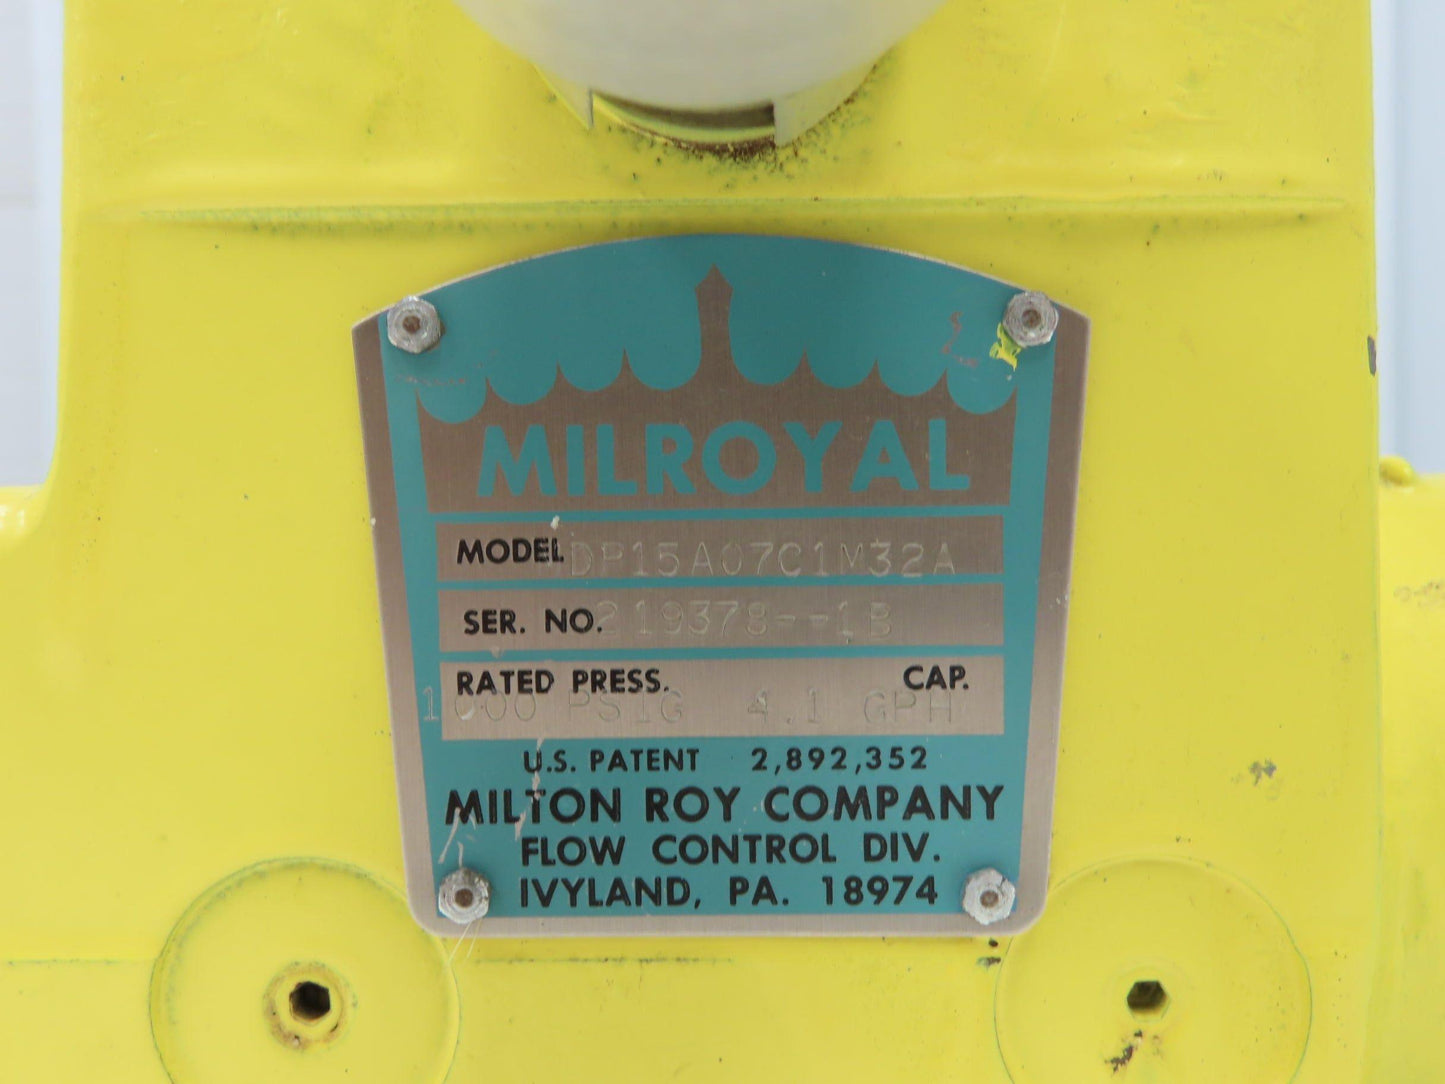 MILROYAL
MODEL DP15A07C1M32A
SER. NO. 219378--1B
RATED PRESS. CAP.
1000 PSIG 4.1 GPH
U.S. PATENT 2,892,352
MILTON ROY COMPANY
FLOW CONTROL DIV.
IVYLAND, PA. 18974